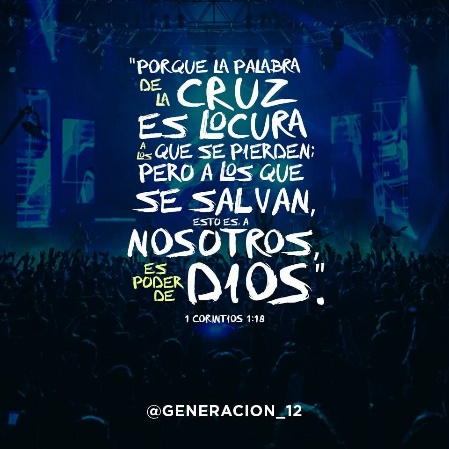 "PORQUE LA PALABRA
DE LA CRUZ
ES LOCURA
A LOS QUE SE PIERDEN;
PERO A LOS QUE
SE SALVAN,
ESTO ES, A
NOSOTROS,
ES PODER DE DIOS".
1 CORINTIOS 1:18
@GENERACION_12